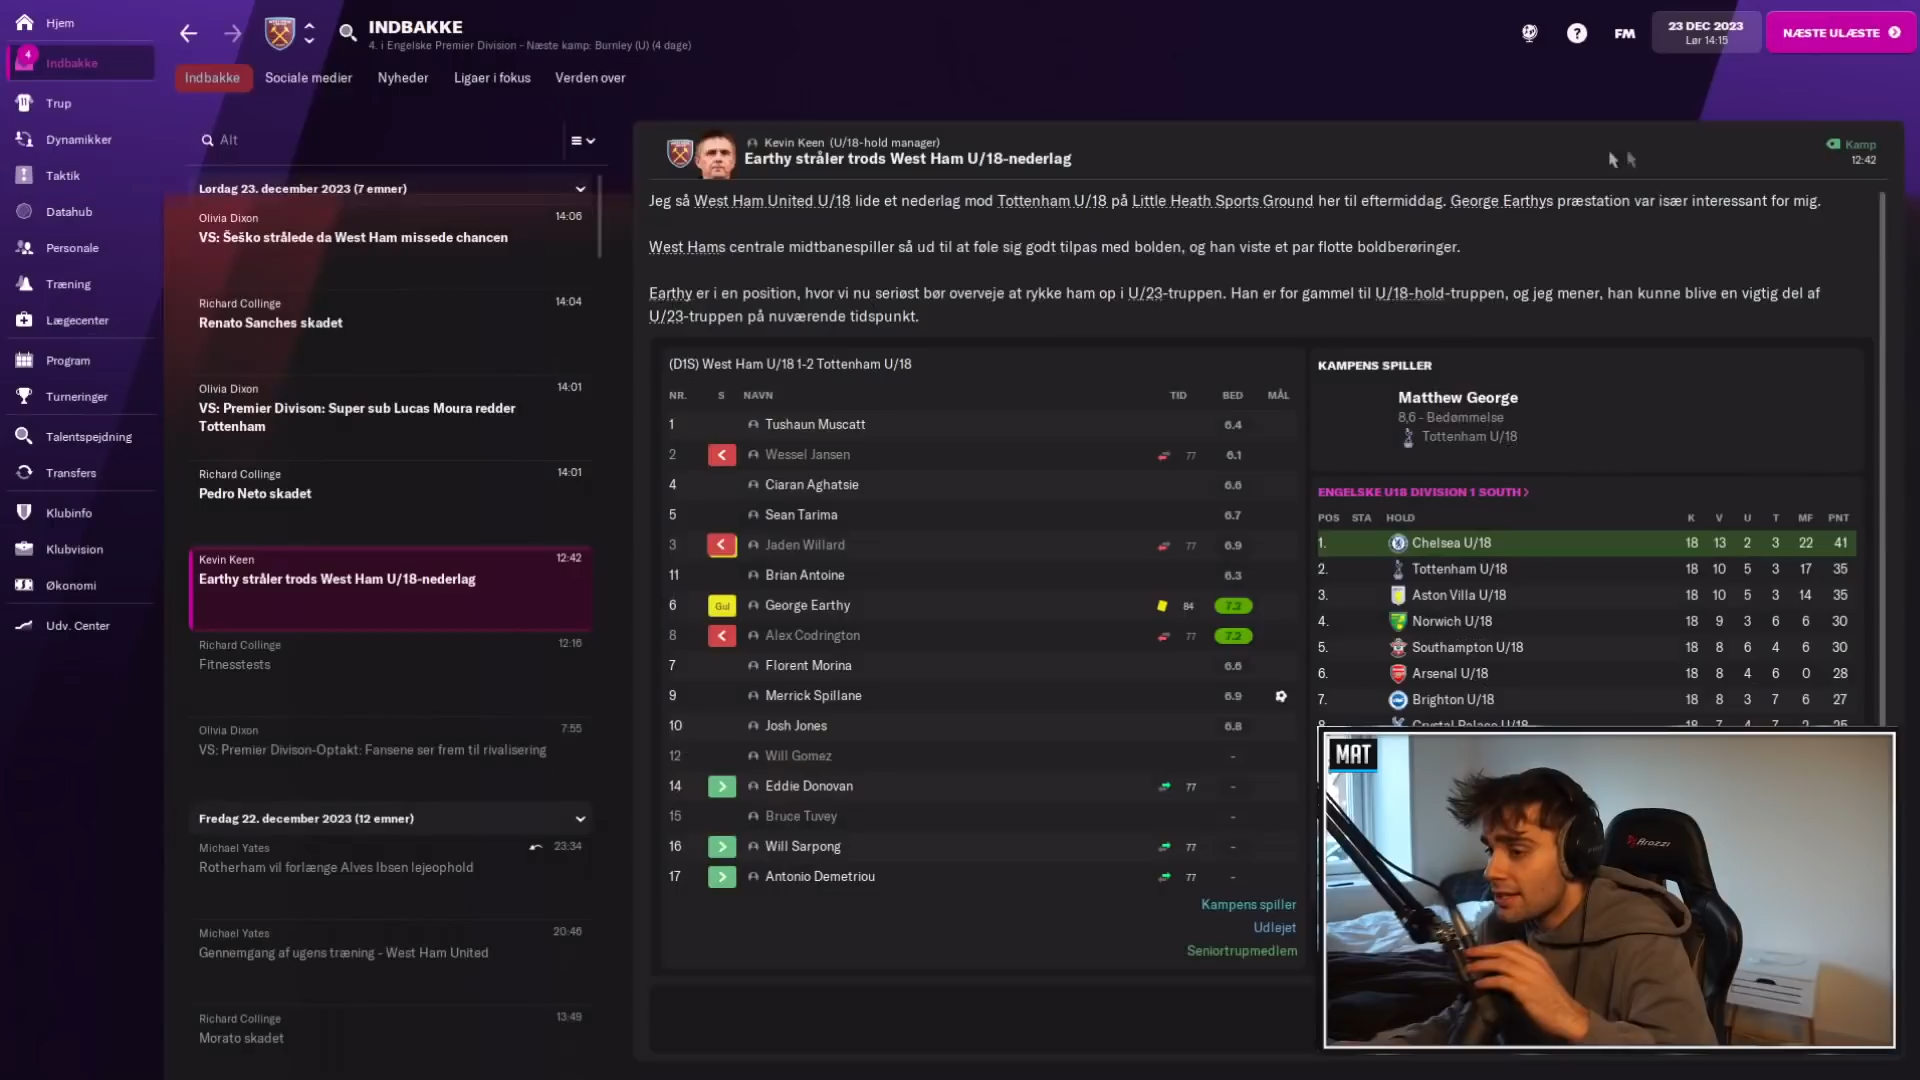 Hjem
4
Indbakke
Trup
Dynamikker
Taktik
Datahub
Personale
Træning
Lægecenter
Program
Turneringer
Talentspejdning
Transfers
Klubinfo
Klubvision
Økonomi
Udv. Center
INDBAKKE
4. i Engelske Premier Division - Næste kamp: Burnley (U) (4 dage)
FM
23 DEC 2023
Lør 14:15
NÆSTE ULÆSTE
Indbakke Sociale medier Nyheder Ligaer i fokus Verden over
Alt
Lørdag 23. december 2023 (7 emner)
Olivia Dixon 14:06
VS: Šeško strålede da West Ham missede chancen
Richard Collinge 14:04
Renato Sanches skadet
Olivia Dixon 14:01
VS: Premier Divison: Super sub Lucas Moura redder
Tottenham
Richard Collinge 14:01
Pedro Neto skadet
Kevin Keen 12:42
Earthy stråler trods West Ham U/18-nederlag
Richard Collinge 12:16
Fitnesstests
Olivia Dixon 7:55
VS: Premier Divison-Optakt: Fansene ser frem til rivalisering
Fredag 22. december 2023 (12 emner)
Michael Yates 23:34
Rotherham vil forlænge Alves Ibsen lejeophold
Michael Yates 20:46
Gennemgang af ugens træning - West Ham United
Richard Collinge 13:49
Morato skadet
Kevin Keen (U/18-hold manager)
Earthy stråler trods West Ham U/18-nederlag
Kamp
12:42
Jeg så West Ham United U/18 lide et nederlag mod Tottenham U/18 på Little Heath Sports Ground her til eftermiddag. George Earthys præstation var især interessant for mig.
West Hams centrale midtbanespiller så ud til at føle sig godt tilpas med bolden, og han viste et par flotte boldberøringer.
Earthy er i en position, hvor vi nu seriøst bør overveje at rykke ham op i U/23-truppen. Han er for gammel til U/18-hold-truppen, og jeg mener, han kunne blive en vigtig del af
U/23-truppen på nuværende tidspunkt.
(D1S) West Ham U/18 1-2 Tottenham U/18
NR. S NAVN TID BED MÅL
1 Tushaun Muscatt 6.4
2 Wessel Jansen 77 6.1
4 Ciaran Aghatsie 6.6
5 Sean Tarima 6.7
3 Jaden Willard 77 6.9
11 Brian Antoine 6.3
6 Gul George Earthy 84 7.2
8 Alex Codrington 77 7.2
7 Florent Morina 6.6
9 Merrick Spillane 6.9
10 Josh Jones 6.8
12 Will Gomez -
14 Eddie Donovan 77 -
15 Bruce Tuvey -
16 Will Sarpong 77 -
17 Antonio Demetriou 77 -
Kampens spiller
Udlejet
Seniortrupmedlem
KAMPENS SPILLER
Matthew George
8,6 - Bedømmelse
Tottenham U/18
ENGELSKE U18 DIVISION 1 SOUTH
POS STA HOLD K V U T MF PNT
1. Chelsea U/18 18 13 2 3 22 41
2. Tottenham U/18 18 10 5 3 17 35
3. Aston Villa U/18 18 10 5 3 14 35
4. Norwich U/18 18 9 3 6 6 30
5. Southampton U/18 18 8 6 4 6 30
6. Arsenal U/18 18 8 4 6 0 28
7. Brighton U/18 18 8 3 7 6 27
8. Crystal Palace U/18 18 7 4 7 2 25
MAT
Arozzi